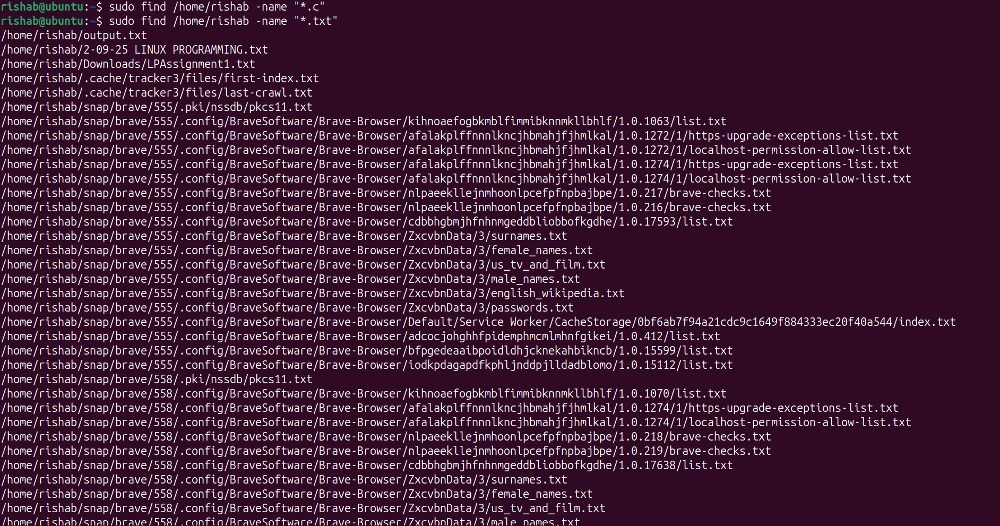 rishab@ubuntu:~$ sudo find /home/rishab -name "*.c"
rishab@ubuntu:~$ sudo find /home/rishab -name "*.txt"
/home/rishab/output.txt
/home/rishab/2-09-25 LINUX PROGRAMMING.txt
/home/rishab/Downloads/LPAssignment1.txt
/home/rishab/.cache/tracker3/files/first-index.txt
/home/rishab/.cache/tracker3/files/last-crawl.txt
/home/rishab/snap/brave/555/.pki/nssdb/pkcs11.txt
/home/rishab/snap/brave/555/.config/BraveSoftware/Brave-Browser/kihnoaefogbkmblfimmibknnmkllbhlf/1.0.1063/list.txt
/home/rishab/snap/brave/555/.config/BraveSoftware/Brave-Browser/afalakplffnnnlkncjhbmahjfjhmlkal/1.0.1272/1/https-upgrade-exceptions-list.txt
/home/rishab/snap/brave/555/.config/BraveSoftware/Brave-Browser/afalakplffnnnlkncjhbmahjfjhmlkal/1.0.1272/1/localhost-permission-allow-list.txt
/home/rishab/snap/brave/555/.config/BraveSoftware/Brave-Browser/afalakplffnnnlkncjhbmahjfjhmlkal/1.0.1274/1/https-upgrade-exceptions-list.txt
/home/rishab/snap/brave/555/.config/BraveSoftware/Brave-Browser/afalakplffnnnlkncjhbmahjfjhmlkal/1.0.1274/1/localhost-permission-allow-list.txt
/home/rishab/snap/brave/555/.config/BraveSoftware/Brave-Browser/nlpaeekllejnmhoonlpcefpfnpbajbpe/1.0.217/brave-checks.txt
/home/rishab/snap/brave/555/.config/BraveSoftware/Brave-Browser/nlpaeekllejnmhoonlpcefpfnpbajbpe/1.0.216/brave-checks.txt
/home/rishab/snap/brave/555/.config/BraveSoftware/Brave-Browser/cdbbhgbmjhfnhnmgeddbliobbofkgdhe/1.0.17593/list.txt
/home/rishab/snap/brave/555/.config/BraveSoftware/Brave-Browser/ZxcvbnData/3/surnames.txt
/home/rishab/snap/brave/555/.config/BraveSoftware/Brave-Browser/ZxcvbnData/3/female_names.txt
/home/rishab/snap/brave/555/.config/BraveSoftware/Brave-Browser/ZxcvbnData/3/us_tv_and_film.txt
/home/rishab/snap/brave/555/.config/BraveSoftware/Brave-Browser/ZxcvbnData/3/male_names.txt
/home/rishab/snap/brave/555/.config/BraveSoftware/Brave-Browser/ZxcvbnData/3/english_wikipedia.txt
/home/rishab/snap/brave/555/.config/BraveSoftware/Brave-Browser/ZxcvbnData/3/passwords.txt
/home/rishab/snap/brave/555/.config/BraveSoftware/Brave-Browser/Default/Service Worker/CacheStorage/0bf6ab7f94a21cdc9c1649f884333ec20f40a544/index.txt
/home/rishab/snap/brave/555/.config/BraveSoftware/Brave-Browser/adcocjohghhfpidemphmcmlmhnfgikei/1.0.412/list.txt
/home/rishab/snap/brave/555/.config/BraveSoftware/Brave-Browser/bfpgedeaaibpoidldhjcknekahbikncb/1.0.15599/list.txt
/home/rishab/snap/brave/555/.config/BraveSoftware/Brave-Browser/iodkpdagapdfkphljnddpjlldadblomo/1.0.15112/list.txt
/home/rishab/snap/brave/558/.pki/nssdb/pkcs11.txt
/home/rishab/snap/brave/558/.config/BraveSoftware/Brave-Browser/kihnoaefogbkmblfimmibknnmkllbhlf/1.0.1070/list.txt
/home/rishab/snap/brave/558/.config/BraveSoftware/Brave-Browser/afalakplffnnnlkncjhbmahjfjhmlkal/1.0.1274/1/https-upgrade-exceptions-list.txt
/home/rishab/snap/brave/558/.config/BraveSoftware/Brave-Browser/afalakplffnnnlkncjhbmahjfjhmlkal/1.0.1274/1/localhost-permission-allow-list.txt
/home/rishab/snap/brave/558/.config/BraveSoftware/Brave-Browser/nlpaeekllejnmhoonlpcefpfnpbajbpe/1.0.218/brave-checks.txt
/home/rishab/snap/brave/558/.config/BraveSoftware/Brave-Browser/nlpaeekllejnmhoonlpcefpfnpbajbpe/1.0.219/brave-checks.txt
/home/rishab/snap/brave/558/.config/BraveSoftware/Brave-Browser/cdbbhgbmjhfnhnmgeddbliobbofkgdhe/1.0.17638/list.txt
/home/rishab/snap/brave/558/.config/BraveSoftware/Brave-Browser/ZxcvbnData/3/surnames.txt
/home/rishab/snap/brave/558/.config/BraveSoftware/Brave-Browser/ZxcvbnData/3/female_names.txt
/home/rishab/snap/brave/558/.config/BraveSoftware/Brave-Browser/ZxcvbnData/3/us_tv_and_film.txt
/home/rishab/snap/brave/558/.config/BraveSoftware/Brave-Browser/ZxcvbnData/3/male_names.txt